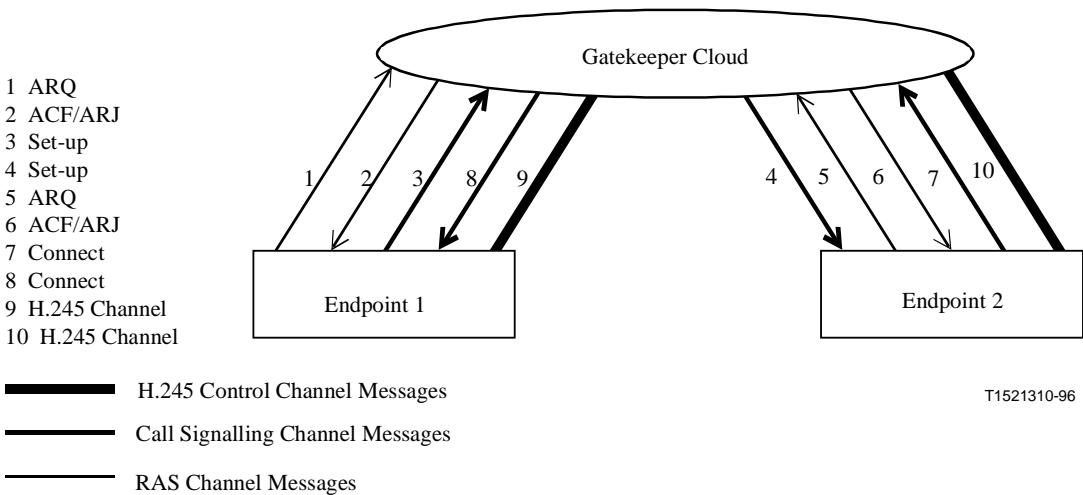 Gatekeeper Cloud
1 ARQ
2 ACF/ARJ
3 Set-up
4 Set-up
5 ARQ
6 ACF/ARJ
7 Connect
8 Connect
9 H.245 Channel
10 H.245 Channel
1 2 3 8 9 4 5 6 7 10
Endpoint 1
Endpoint 2
H.245 Control Channel Messages
T1521310-96
Call Signalling Channel Messages
RAS Channel Messages